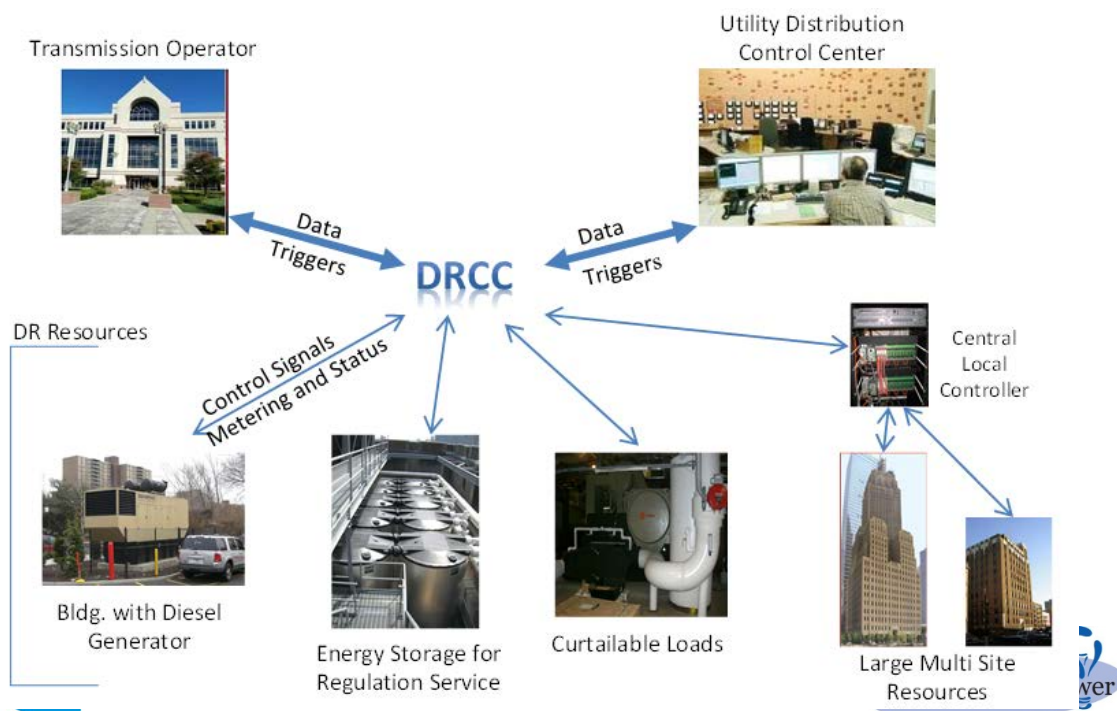 Transmission Operator
Utility Distribution
Control Center
Data
Triggers
Data
Triggers
DRCC
DR Resources
Control Signals
Metering and Status
Central
Local
Controller
Bldg. with Diesel
Generator
Energy Storage for
Regulation Service
Curtailable Loads
Large Multi Site
Resources
wer